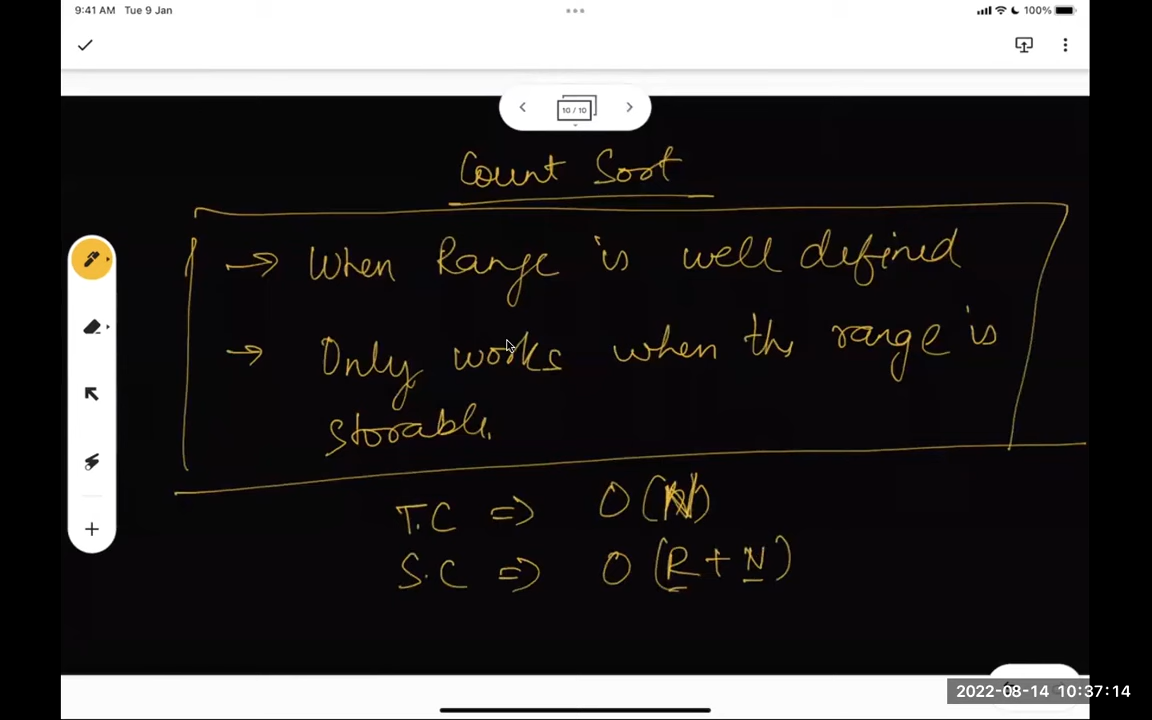 9:41 AM Tue 9 Jan
100%
10 / 10
Count Sort
→ When Range is well defined
→ Only works when the range is
storable.
T.C => O(N)
S.C => O(R+N)
2022-08-14 10:37:14